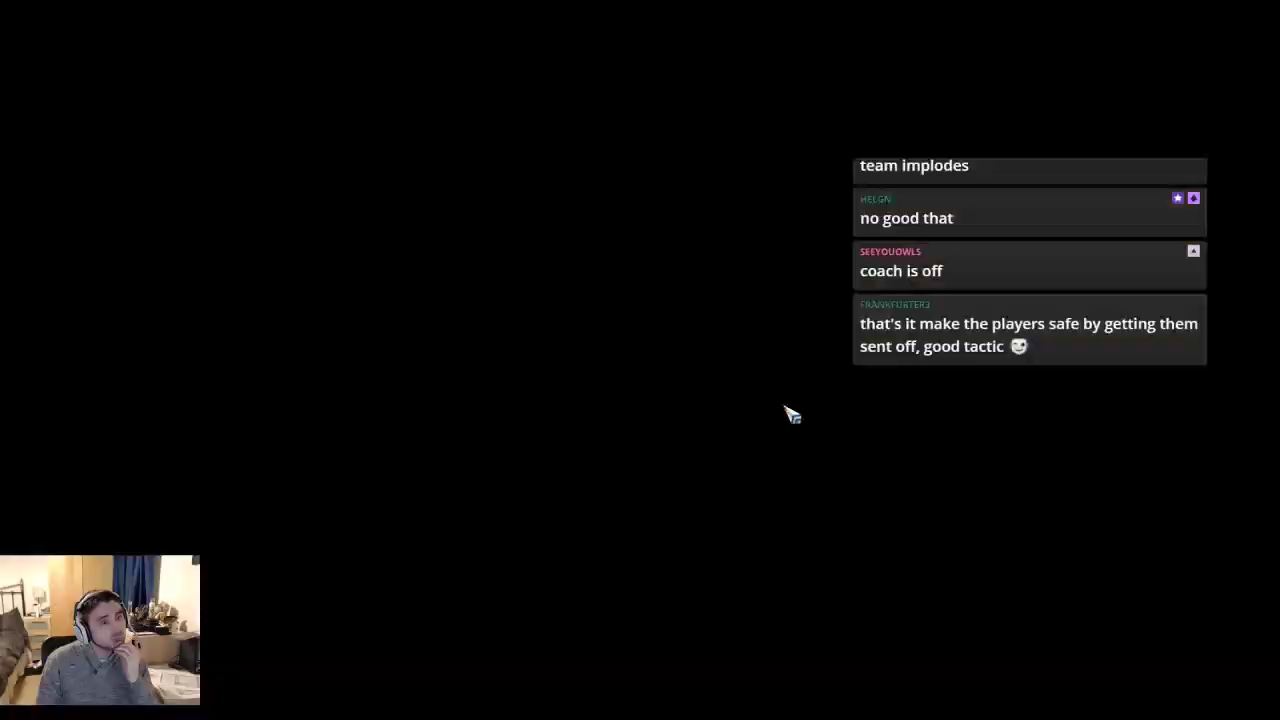 team implodes
HELGN
no good that
SEEYOUOWLS
coach is off
FRANKFURTER3
that's it make the players safe by getting them
sent off, good tactic